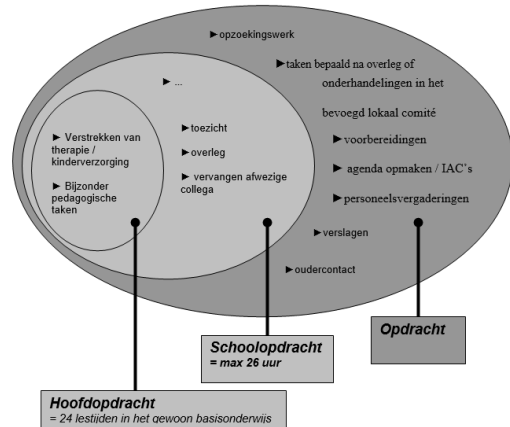 ►opzoekingswerk
►taken bepaald na overleg of
onderhandelingen in het
bevoegd lokaal comité
► ...
► toezicht
► overleg
► vervangen afwezige
collega
► Verstrekken van
therapie /
kinderverzorging
► Bijzonder
pedagogische
taken
►voorbereidingen
► agenda opmaken / IAC's
►personeelsvergaderingen
►verslagen
►oudercontact
Opdracht
Schoolopdracht
= max 26 uur
Hoofdopdracht
= 24 lestijden in het gewoon basisonderwijs